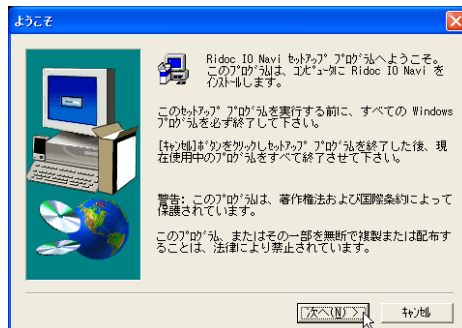 ようこそ
Ridoc IO Navi ｾｯﾄｱｯﾌﾟ ﾌﾟﾛｸﾞﾗﾑへようこそ。
このﾌﾟﾛｸﾞﾗﾑは、ｺﾝﾋﾟｭｰﾀに Ridoc IO Navi を
ｲﾝｽﾄｰﾙします。
このｾｯﾄｱｯﾌﾟ ﾌﾟﾛｸﾞﾗﾑを実行する前に、すべての Windows
ﾌﾟﾛｸﾞﾗﾑを必ず終了して下さい。
[ｷｬﾝｾﾙ]ﾎﾞﾀﾝをｸﾘｯｸしｾｯﾄｱｯﾌﾟ ﾌﾟﾛｸﾞﾗﾑを終了した後、現
在使用中のﾌﾟﾛｸﾞﾗﾑをすべて終了させて下さい。
警告: このﾌﾟﾛｸﾞﾗﾑは、著作権法および国際条約によって
保護されています。
このﾌﾟﾛｸﾞﾗﾑ、またはその一部を無断で複製または配布す
ることは、法律により禁止されています。
次へ(N) >
ｷｬﾝｾﾙ